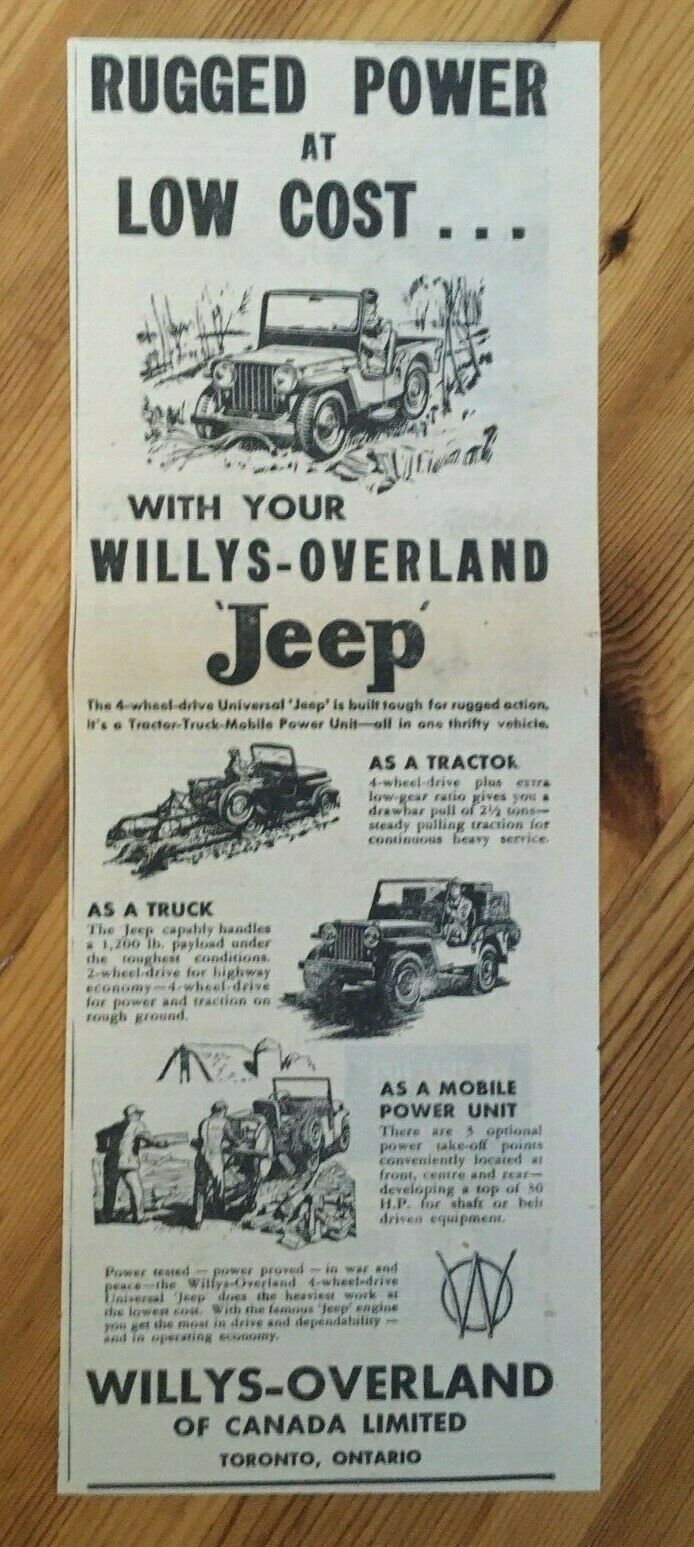 RUGGED POWER
AT
LOW COST...
WITH YOUR
WILLYS-OVERLAND
'Jeep'
The 4-wheel-drive Universal 'Jeep' is built tough for rugged action.
It's a Tractor-Truck-Mobile Power Unit—all in one thrifty vehicle.
AS A TRACTOR
4-wheel-drive plus extra
low-gear ratio gives you a
drawbar pull of 2½ tons—
steady pulling traction for
continuous heavy service.
AS A TRUCK
The Jeep capably handles
a 1,200 lb. payload under
the toughest conditions.
2-wheel-drive for highway
economy—4-wheel-drive
for power and traction on
rough ground.
AS A MOBILE
POWER UNIT
There are 3 optional
power take-off points
conveniently located at
front, centre and rear—
developing a top of 30
H.P. for shaft or belt
driven equipment.
Power tested — power proved — in war and
peace—the Willys-Overland 4-wheel-drive
Universal 'Jeep' does the heaviest work at
the lowest cost. With the famous 'Jeep' engine
you get the most in drive and dependability —
and in operating economy.
WO
WILLYS-OVERLAND
OF CANADA LIMITED
TORONTO, ONTARIO